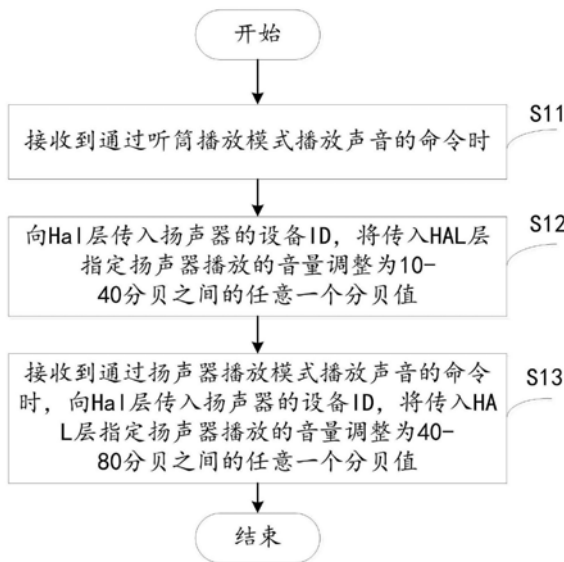 开始
S11
接收到通过听筒播放模式播放声音的命令时
S12
向Hal层传入扬声器的设备ID，将传入HAL层
指定扬声器播放的音量调整为10-
40分贝之间的任意一个分贝值
S13
接收到通过扬声器播放模式播放声音的命令
时，向Hal层传入扬声器的设备ID，将传入HA
L层指定扬声器播放的音量调整为40-
80分贝之间的任意一个分贝值
结束